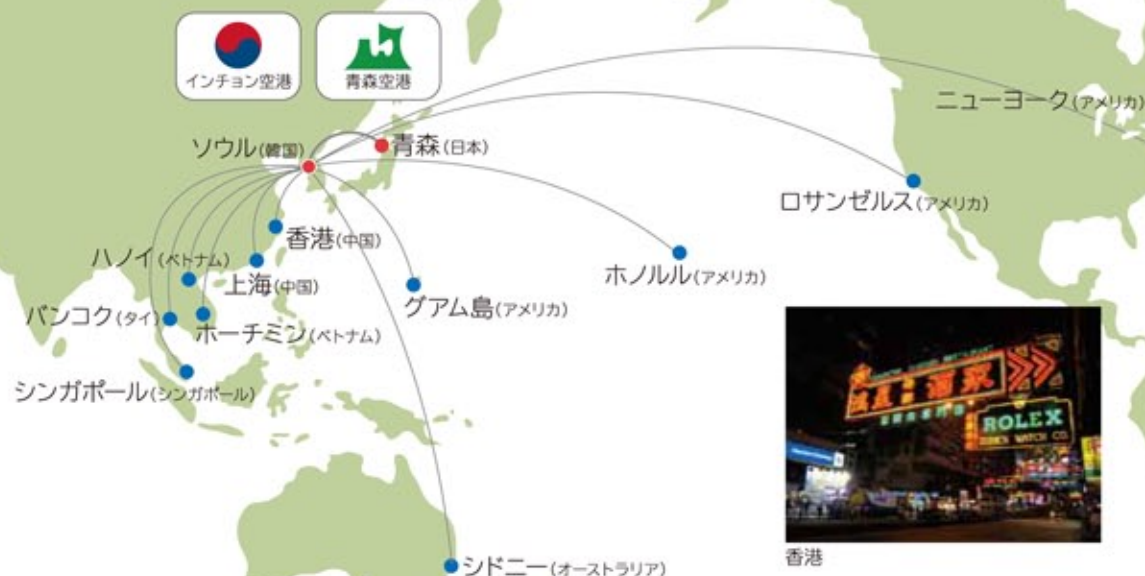 インチョン空港
青森空港
ニューヨーク(アメリカ)
ソウル(韓国)
青森(日本)
ロサンゼルス(アメリカ)
香港(中国)
ハノイ(ベトナム)
上海(中国)
ホノルル(アメリカ)
グアム島(アメリカ)
バンコク(タイ)
ホーチミン(ベトナム)
シンガポール(シンガポール)
酒家
ROLEX
WATCH CO.
香港
シドニー(オーストラリア)